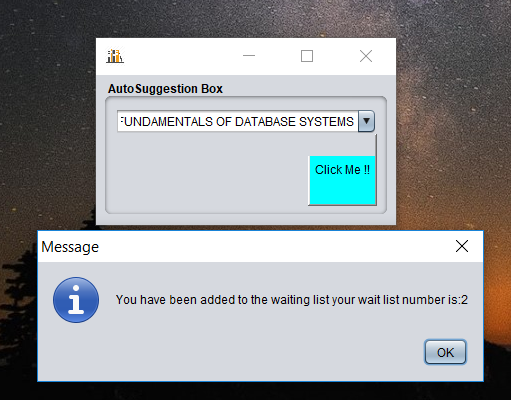 AutoSuggestion Box
FUNDAMENTALS OF DATABASE SYSTEMS
Click Me !!
Message
You have been added to the waiting list your wait list number is:2
OK